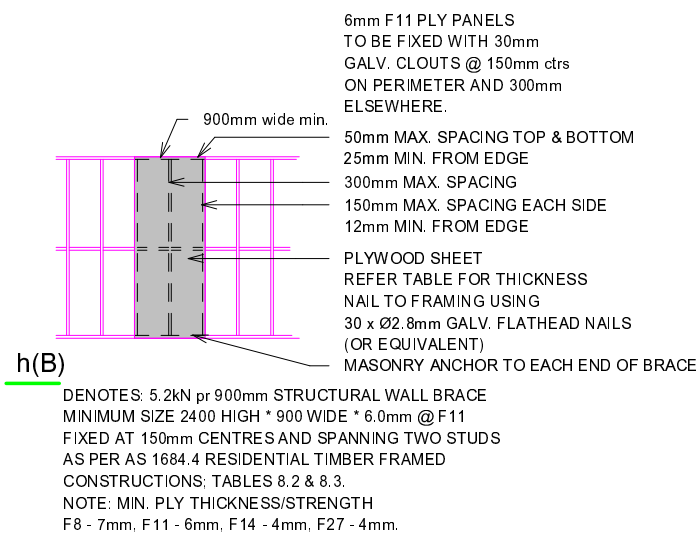 6mm F11 PLY PANELS
TO BE FIXED WITH 30mm
GALV. CLOUTS @ 150mm ctrs
ON PERIMETER AND 300mm
ELSEWHERE.
900mm wide min.
50mm MAX. SPACING TOP & BOTTOM
25mm MIN. FROM EDGE
300mm MAX. SPACING
150mm MAX. SPACING EACH SIDE
12mm MIN. FROM EDGE
PLYWOOD SHEET
REFER TABLE FOR THICKNESS
NAIL TO FRAMING USING
30 x Ø2.8mm GALV. FLATHEAD NAILS
(OR EQUIVALENT)
MASONRY ANCHOR TO EACH END OF BRACE
h(B)
DENOTES: 5.2kN pr 900mm STRUCTURAL WALL BRACE
MINIMUM SIZE 2400 HIGH * 900 WIDE * 6.0mm @ F11
FIXED AT 150mm CENTRES AND SPANNING TWO STUDS
AS PER AS 1684.4 RESIDENTIAL TIMBER FRAMED
CONSTRUCTIONS; TABLES 8.2 & 8.3.
NOTE: MIN. PLY THICKNESS/STRENGTH
F8 - 7mm, F11 - 6mm, F14 - 4mm, F27 - 4mm.